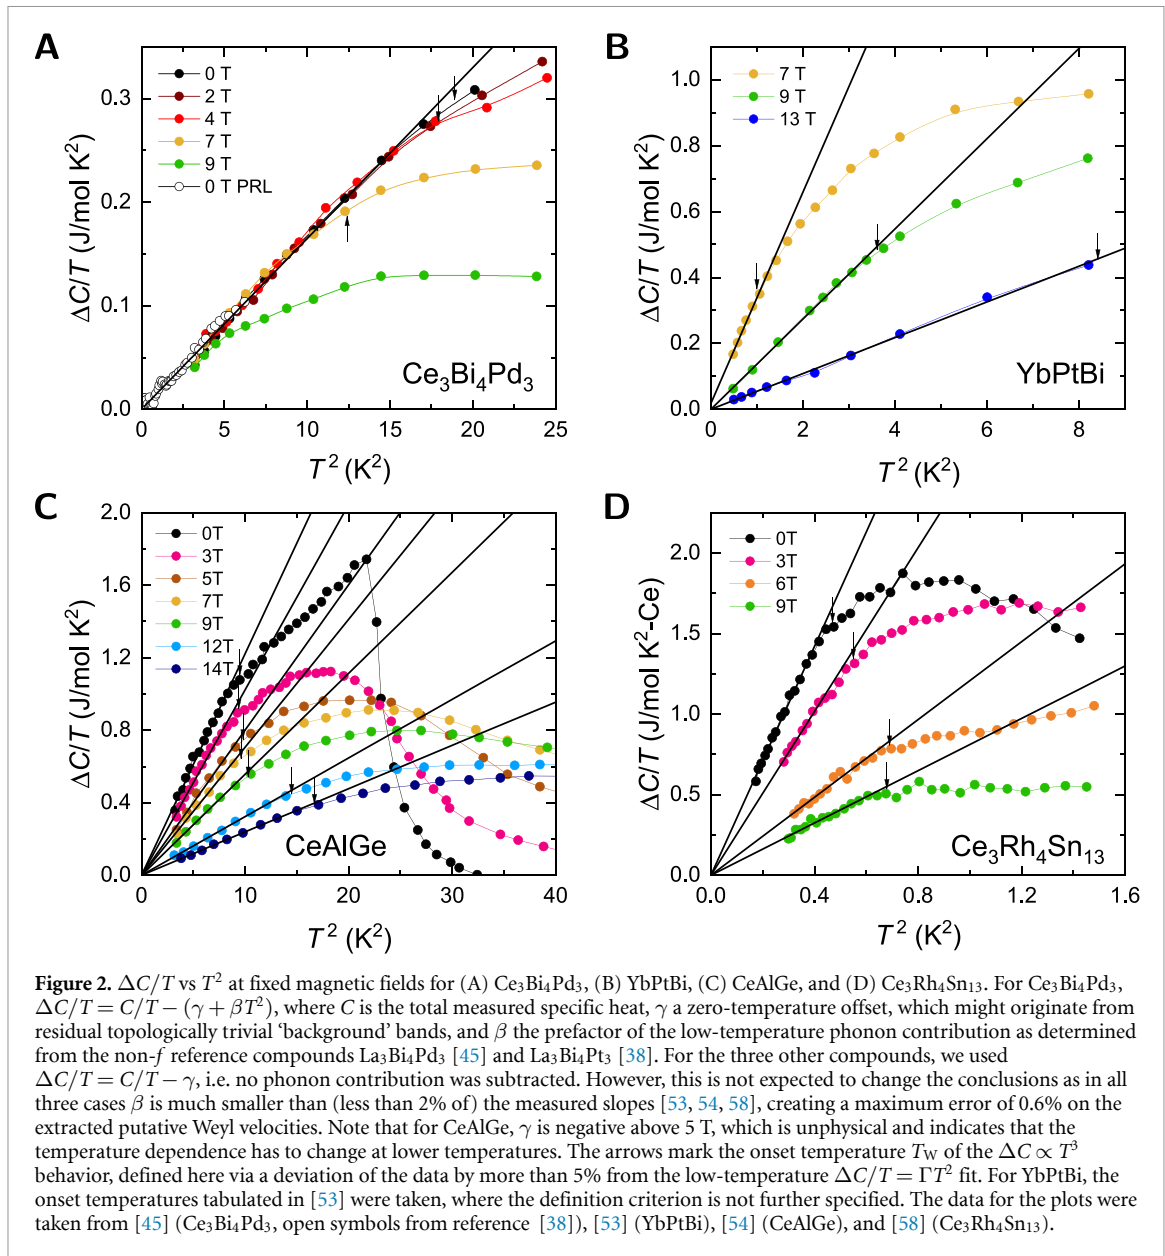 A
0 T
2 T
4 T
7 T
9 T
0 T PRL
0.3
0.2
0.1
0.0
ΔC/T (J/mol K²)
Ce₃Bi₄Pd₃
0 5 10 15 20 25
T² (K²)
B
7 T
9 T
13 T
1.0
0.8
0.6
0.4
0.2
0.0
ΔC/T (J/mol K²)
YbPtBi
0 2 4 6 8
T² (K²)
C
0T
3T
5T
7T
9T
12T
14T
2.0
1.6
1.2
0.8
0.4
0.0
ΔC/T (J/mol K²)
CeAlGe
0 10 20 30 40
T² (K²)
D
0T
3T
6T
9T
2.0
1.5
1.0
0.5
0.0
ΔC/T (J/mol K²-Ce)
Ce₃Rh₄Sn₁₃
0.0 0.4 0.8 1.2 1.6
T² (K²)
Figure 2. ΔC/T vs T² at fixed magnetic fields for (A) Ce₃Bi₄Pd₃, (B) YbPtBi, (C) CeAlGe, and (D) Ce₃Rh₄Sn₁₃. For Ce₃Bi₄Pd₃,
ΔC/T = C/T − (γ + βT²), where C is the total measured specific heat, γ a zero-temperature offset, which might originate from
residual topologically trivial ‘background’ bands, and β the prefactor of the low-temperature phonon contribution as determined
from the non-f reference compounds La₃Bi₄Pd₃ [45] and La₃Bi₄Pt₃ [38]. For the three other compounds, we used
ΔC/T = C/T − γ, i.e. no phonon contribution was subtracted. However, this is not expected to change the conclusions as in all
three cases β is much smaller than (less than 2% of) the measured slopes [53, 54, 58], creating a maximum error of 0.6% on the
extracted putative Weyl velocities. Note that for CeAlGe, γ is negative above 5 T, which is unphysical and indicates that the
temperature dependence has to change at lower temperatures. The arrows mark the onset temperature T_W of the ΔC ∝ T³
behavior, defined here via a deviation of the data by more than 5% from the low-temperature ΔC/T = ΓT² fit. For YbPtBi, the
onset temperatures tabulated in [53] were taken, where the definition criterion is not further specified. The data for the plots were
taken from [45] (Ce₃Bi₄Pd₃, open symbols from reference [38]), [53] (YbPtBi), [54] (CeAlGe), and [58] (Ce₃Rh₄Sn₁₃).